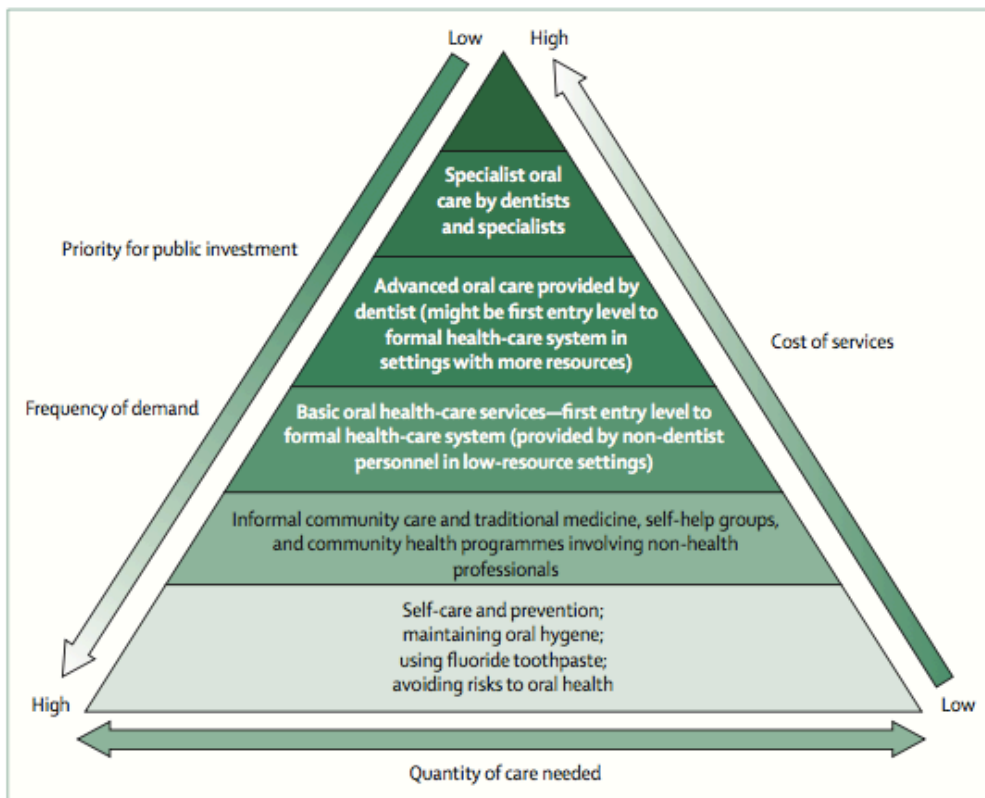 Low
High
Specialist oral
care by dentists
and specialists
Priority for public investment
Advanced oral care provided by
dentist (might be first entry level to
formal health-care system in
settings with more resources)
Cost of services
Frequency of demand
Basic oral health-care services—first entry level to
formal health-care system (provided by non-dentist
personnel in low-resource settings)
Informal community care and traditional medicine, self-help groups,
and community health programmes involving non-health
professionals
Self-care and prevention;
maintaining oral hygene;
using fluoride toothpaste;
avoiding risks to oral health
High
Low
Quantity of care needed